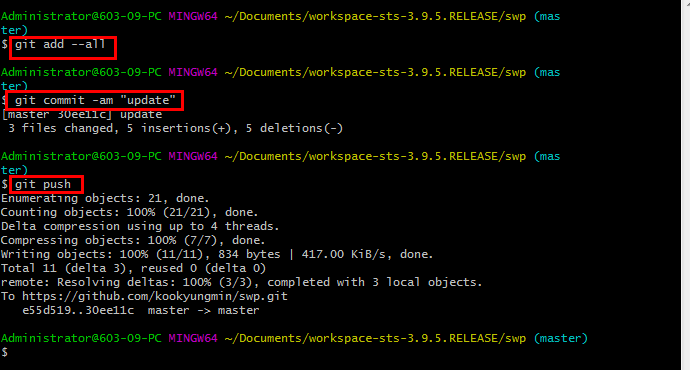 Administrator@603-09-PC MINGW64 ~/Documents/workspace-sts-3.9.5.RELEASE/swp (mas
ter)
$ git add --all
Administrator@603-09-PC MINGW64 ~/Documents/workspace-sts-3.9.5.RELEASE/swp (mas
ter)
$ git commit -am "update"
[master 30ee11c] update
 3 files changed, 5 insertions(+), 5 deletions(-)
Administrator@603-09-PC MINGW64 ~/Documents/workspace-sts-3.9.5.RELEASE/swp (mas
ter)
$ git push
Enumerating objects: 21, done.
Counting objects: 100% (21/21), done.
Delta compression using up to 4 threads.
Compressing objects: 100% (7/7), done.
Writing objects: 100% (11/11), 834 bytes | 417.00 KiB/s, done.
Total 11 (delta 3), reused 0 (delta 0)
remote: Resolving deltas: 100% (3/3), completed with 3 local objects.
To https://github.com/kookyungmin/swp.git
   e55d519..30ee11c  master -> master
Administrator@603-09-PC MINGW64 ~/Documents/workspace-sts-3.9.5.RELEASE/swp (master)
$